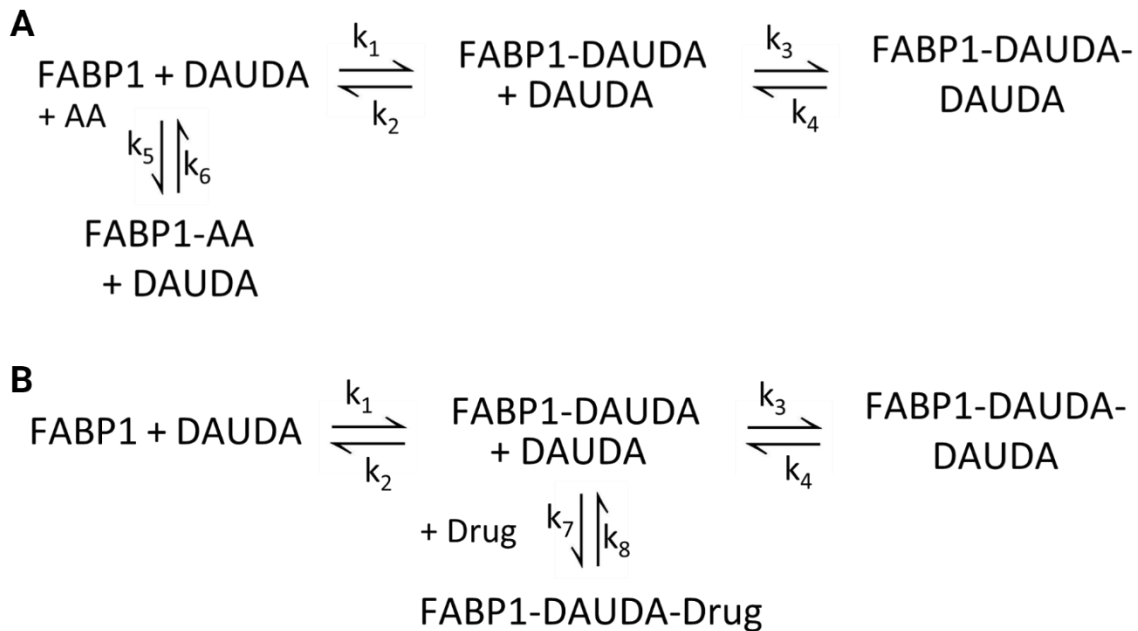 A
FABP1 + DAUDA
+ AA
k₁
k₂
FABP1-DAUDA
+ DAUDA
k₃
k₄
FABP1-DAUDA-
DAUDA
k₅
k₆
FABP1-AA
+ DAUDA
B
FABP1 + DAUDA
k₁
k₂
FABP1-DAUDA
+ DAUDA
k₃
k₄
FABP1-DAUDA-
DAUDA
+ Drug
k₇
k₈
FABP1-DAUDA-Drug